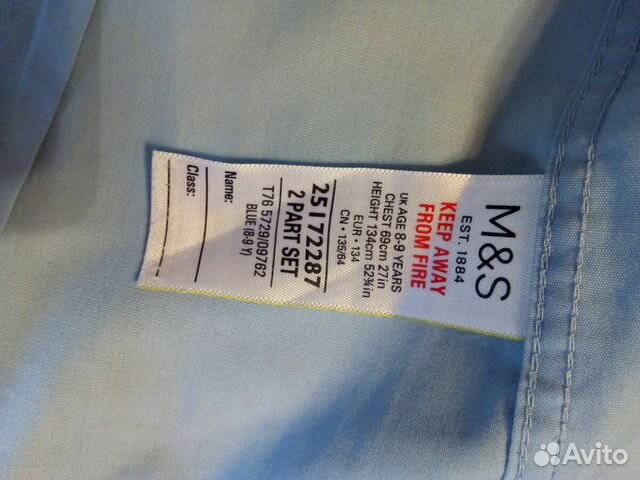 M&S
EST. 1884
KEEP AWAY
FROM FIRE
UK AGE 8-9 YEARS
CHEST 69cm 27in
HEIGHT 134cm 52¾in
EUR • 134
CN • 135/64
25172287
2 PART SET
T76 5729/09762
BLUE (8-9 Y)
Name:
Class:
Avito